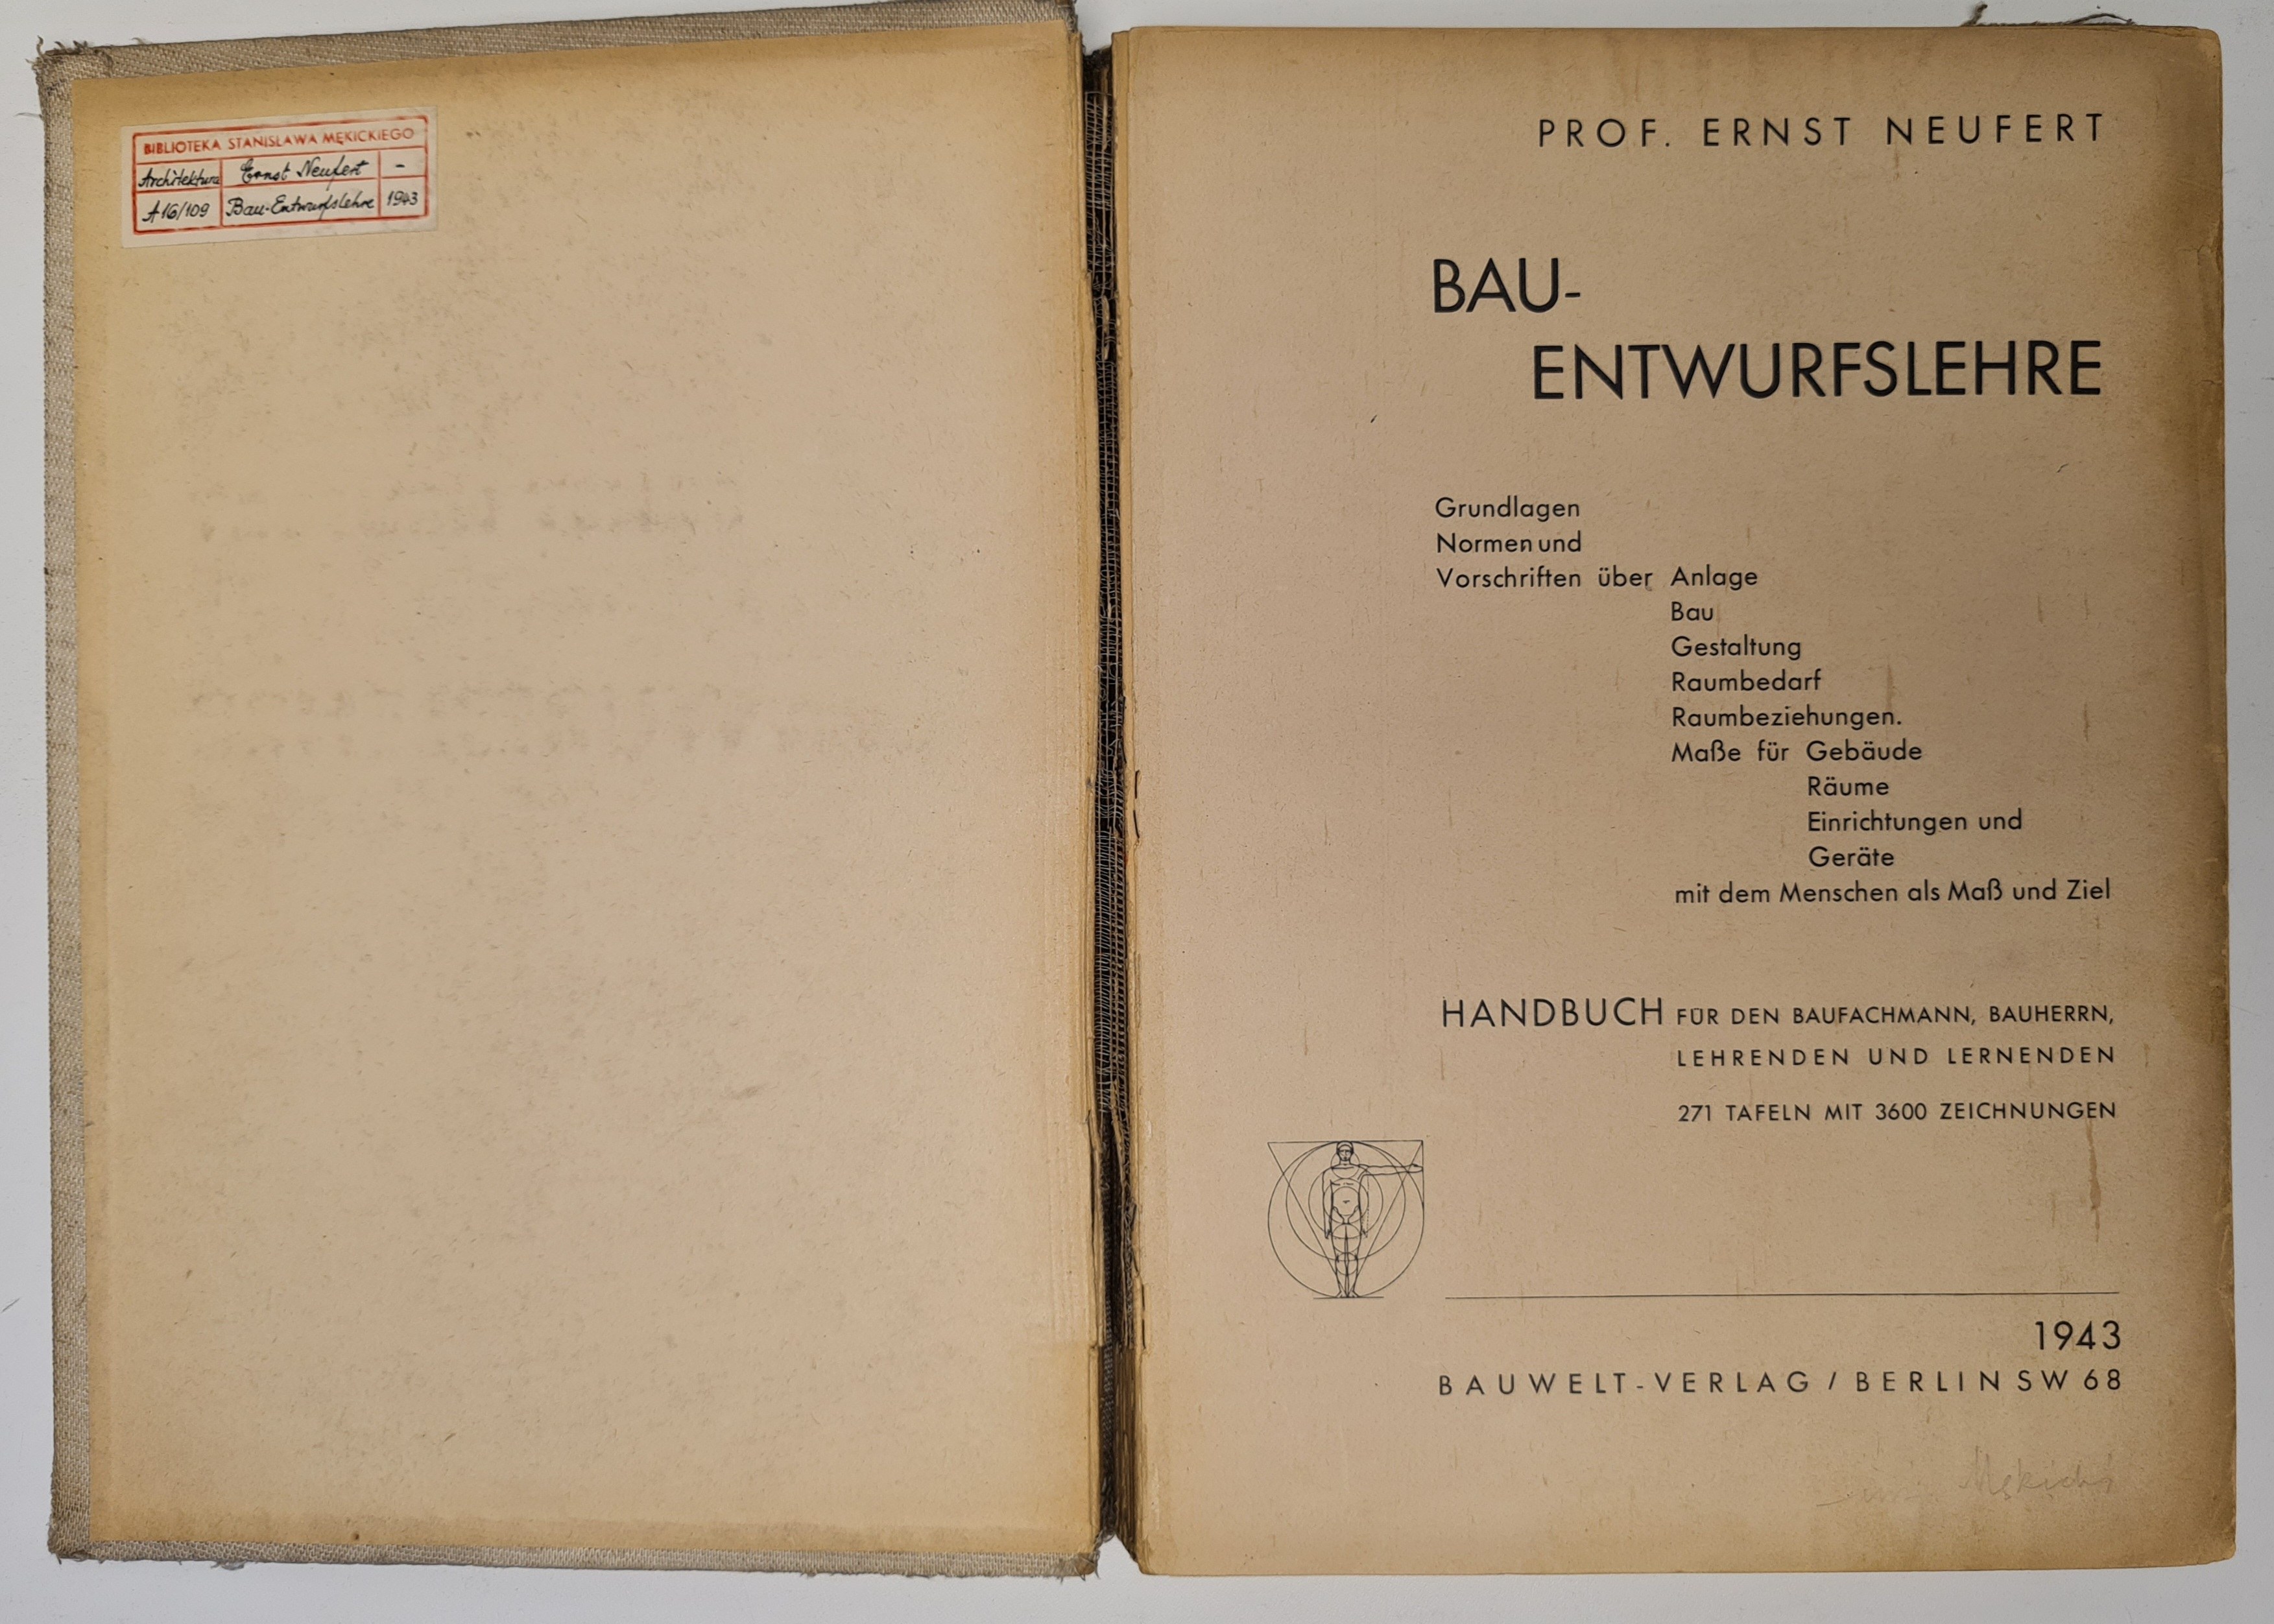 BIBLIOTEKA STANISŁAWA MĘKICKIEGO
Architektura Ernst Neufert –
A 16/109 Bau-Entwurfslehre 1943
PROF. ERNST NEUFERT
BAU-
ENTWURFSLEHRE
Grundlagen
Normen und
Vorschriften über Anlage
Bau
Gestaltung
Raumbedarf
Raumbeziehungen.
Maße für Gebäude
Räume
Einrichtungen und
Geräte
mit dem Menschen als Maß und Ziel
HANDBUCH FÜR DEN BAUFACHMANN, BAUHERRN,
LEHRENDEN UND LERNENDEN
271 TAFELN MIT 3600 ZEICHNUNGEN
1943
BAUWELT-VERLAG / BERLIN SW 68